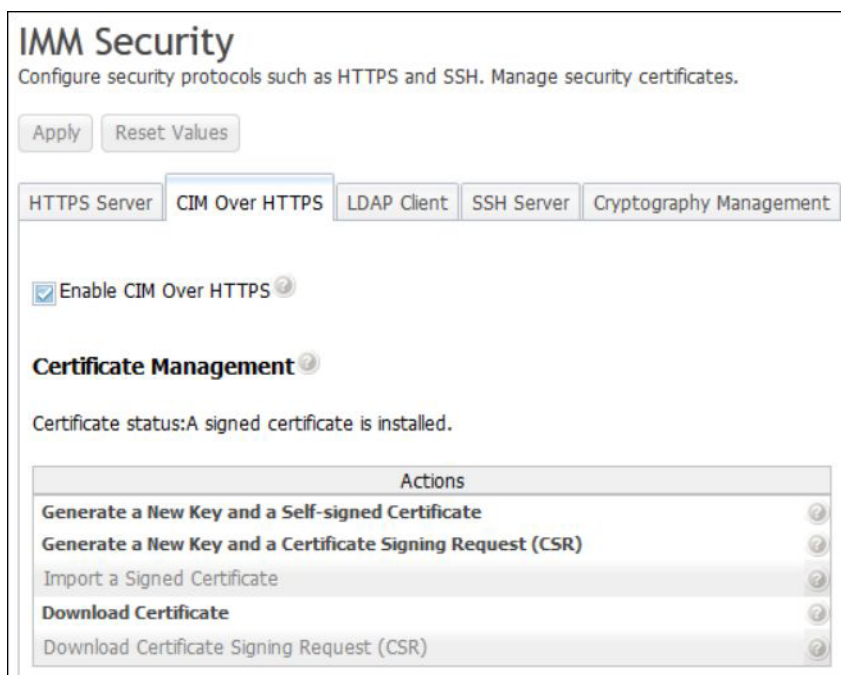 IMM Security
Configure security protocols such as HTTPS and SSH. Manage security certificates.
Apply Reset Values
HTTPS Server CIM Over HTTPS LDAP Client SSH Server Cryptography Management
Enable CIM Over HTTPS ?
Certificate Management ?
Certificate status:A signed certificate is installed.
Actions
Generate a New Key and a Self-signed Certificate ?
Generate a New Key and a Certificate Signing Request (CSR) ?
Import a Signed Certificate ?
Download Certificate ?
Download Certificate Signing Request (CSR) ?